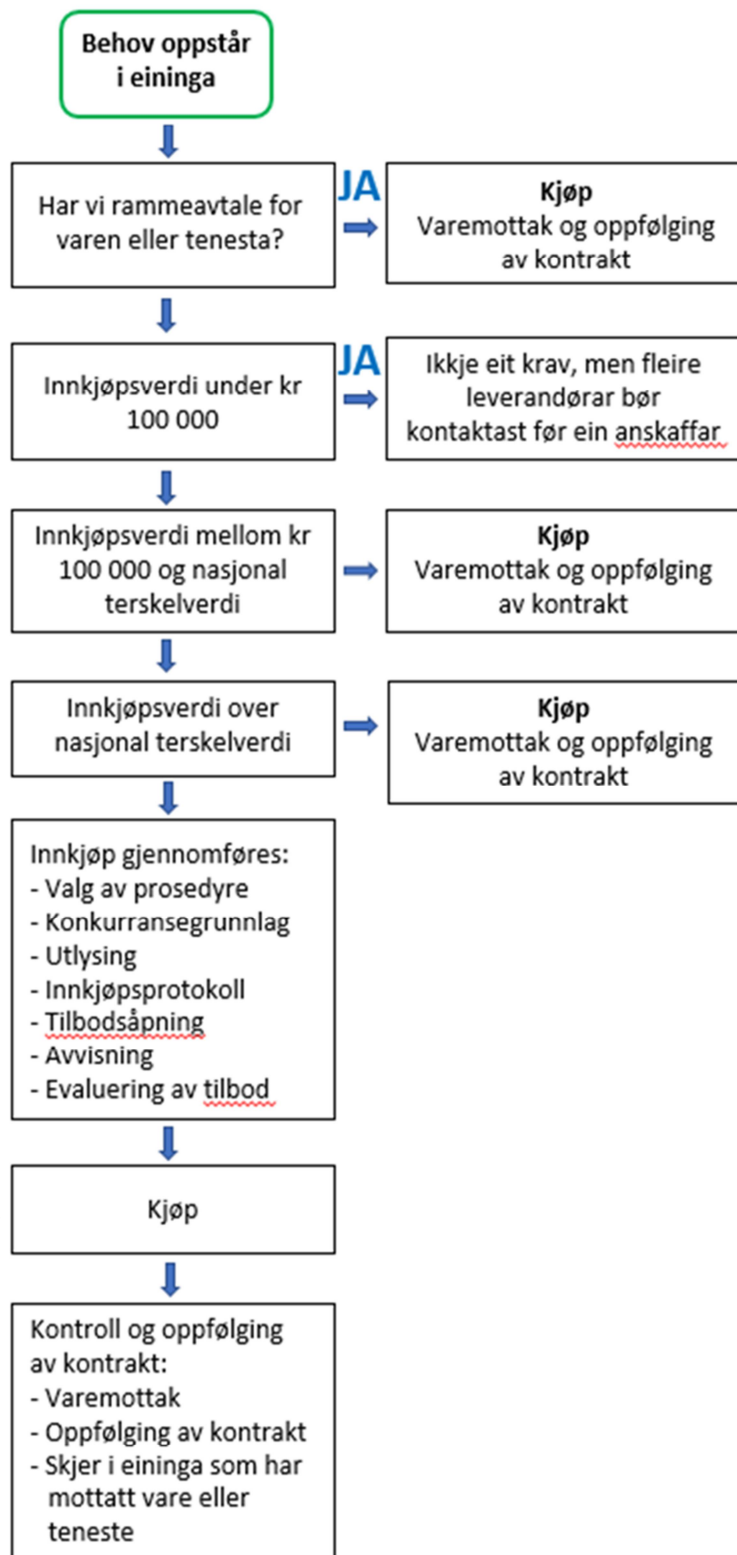 Behov oppstår
i eininga
Har vi rammeavtale for
varen eller tenesta?
JA
Kjøp
Varemottak og oppfølging
av kontrakt
Innkjøpsverdi under kr
100 000
JA
Ikkje eit krav, men fleire
leverandørar bør
kontaktast før ein anskaffar
Innkjøpsverdi mellom kr
100 000 og nasjonal
terskelverdi
Kjøp
Varemottak og oppfølging
av kontrakt
Innkjøpsverdi over
nasjonal terskelverdi
Kjøp
Varemottak og oppfølging
av kontrakt
Innkjøp gjennomføres:
- Valg av prosedyre
- Konkurransegrunnlag
- Utlysing
- Innkjøpsprotokoll
- Tilbodsåpning
- Avvisning
- Evaluering av tilbod
Kjøp
Kontroll og oppfølging
av kontrakt:
- Varemottak
- Oppfølging av kontrakt
- Skjer i eininga som har
mottatt vare eller
teneste